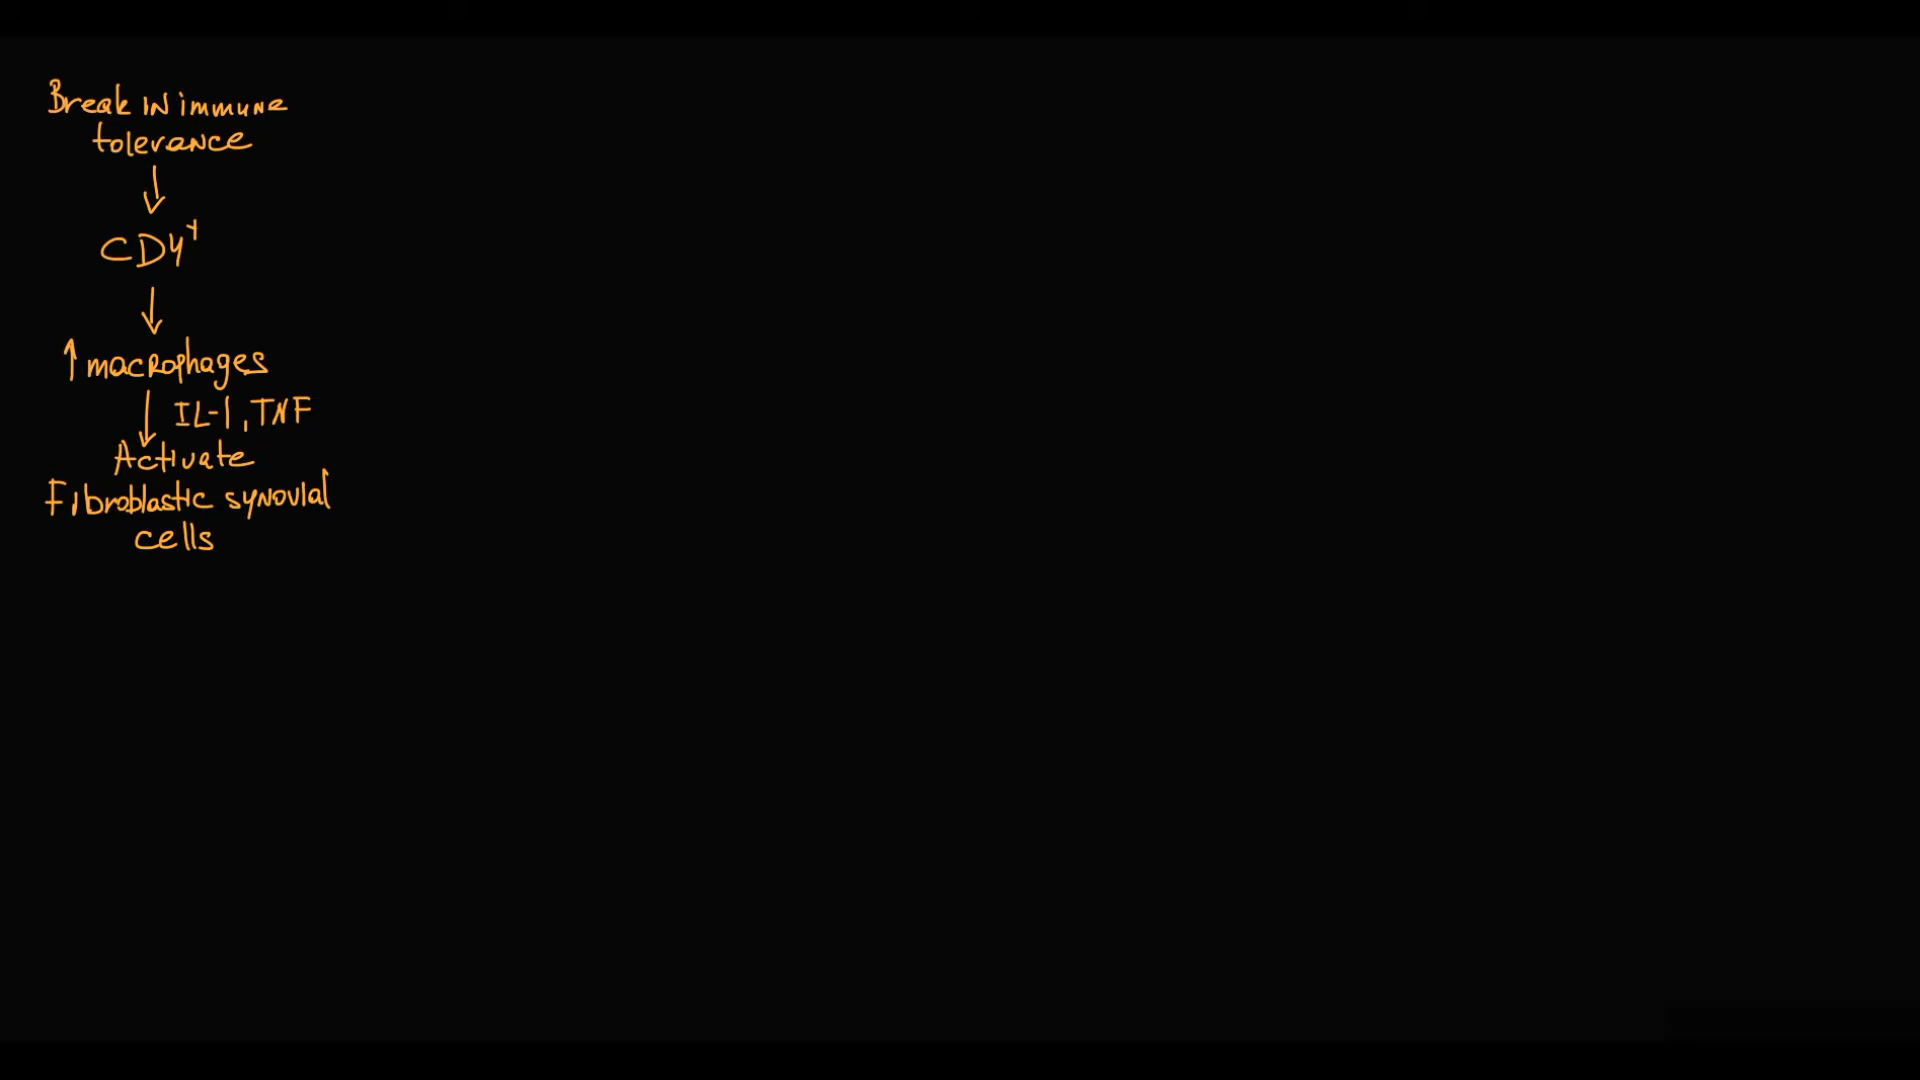 Break in immune
tolerance
↓
CD4⁺
↓
↑ macrophages
↓ IL-1, TNF
Activate
Fibroblastic synovial
cells